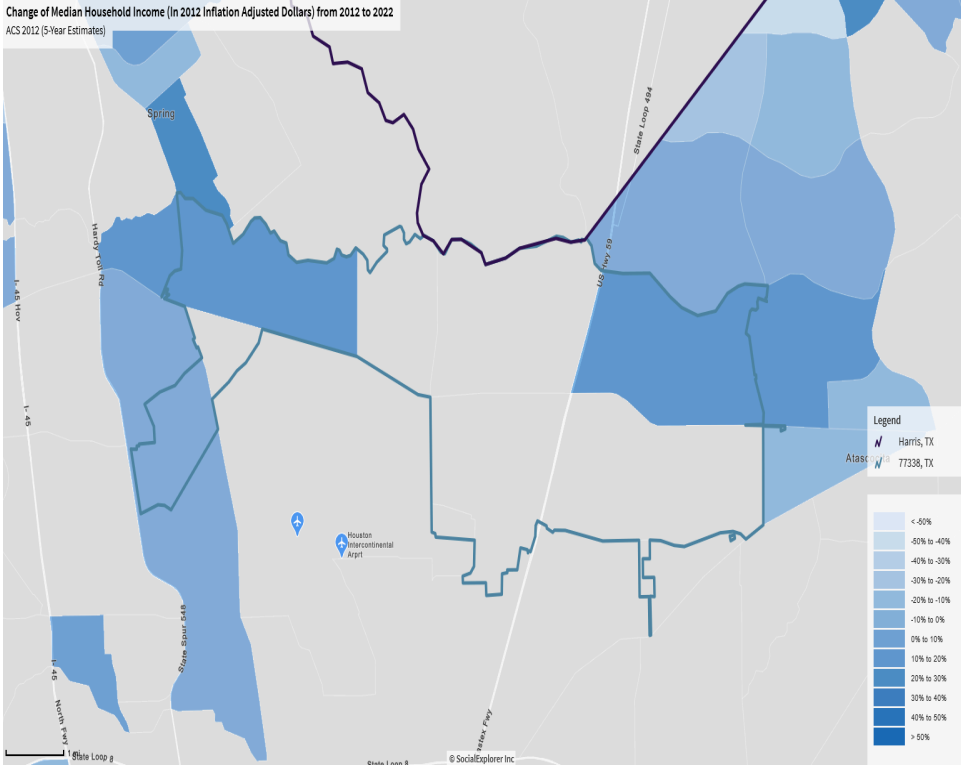 Change of Median Household Income (In 2012 Inflation Adjusted Dollars) from 2012 to 2022
ACS 2012 (5-Year Estimates)
Spring
State Loop 494
Hardy Toll Rd
US Hwy 59
I- 45 Hov
I- 45
Legend
Harris, TX
77338, TX
Houston
Intercontinental
Arprt
< -50%
-50% to -40%
-40% to -30%
-30% to -20%
-20% to -10%
-10% to 0%
0% to 10%
10% to 20%
20% to 30%
30% to 40%
40% to 50%
> 50%
State Spur 548
I- 45
North Fwy
1 mi
State Loop 8
State Loop 8
© SocialExplorer Inc